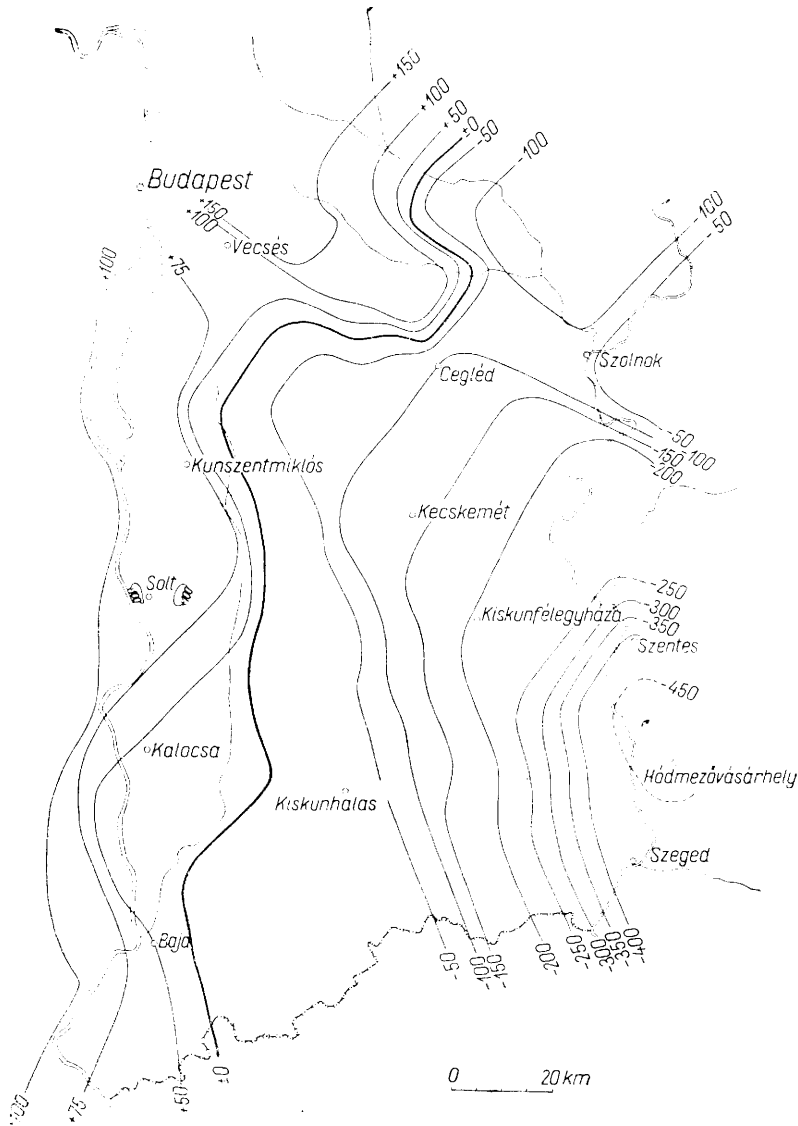 +150
+100
+50
±0
-50
-100
Budapest
+150
+100
Vecsés
+100
+75
-100
-50
Szolnok
Cegléd
-50
-100
-150
-200
Kunszentmiklós
Kecskemét
Solt
Kiskunfélegyháza
-250
-300
-350
Szentes
-450
Kalocsa
Hódmezővásárhely
Kiskunhalas
Szeged
Baja
-50
-100
-150
-200
-250
-300
-350
-400
±0
+50
+75
0 20 km